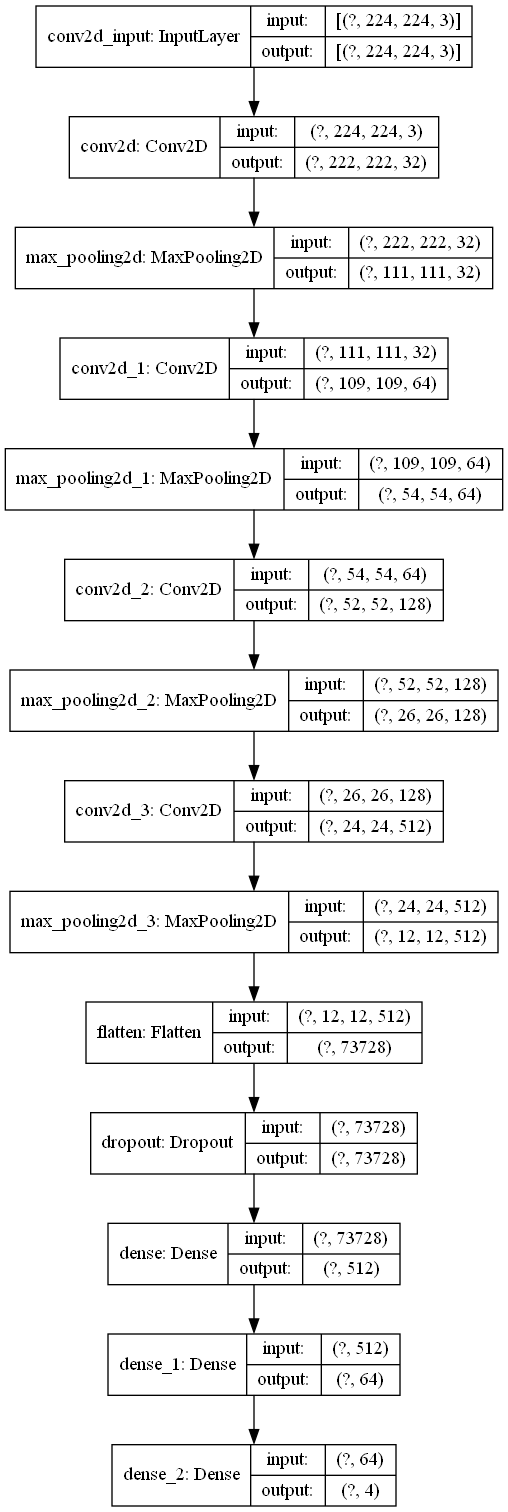 conv2d_input: InputLayer
input:
[(?, 224, 224, 3)]
output:
[(?, 224, 224, 3)]
conv2d: Conv2D
input:
(?, 224, 224, 3)
output:
(?, 222, 222, 32)
max_pooling2d: MaxPooling2D
input:
(?, 222, 222, 32)
output:
(?, 111, 111, 32)
conv2d_1: Conv2D
input:
(?, 111, 111, 32)
output:
(?, 109, 109, 64)
max_pooling2d_1: MaxPooling2D
input:
(?, 109, 109, 64)
output:
(?, 54, 54, 64)
conv2d_2: Conv2D
input:
(?, 54, 54, 64)
output:
(?, 52, 52, 128)
max_pooling2d_2: MaxPooling2D
input:
(?, 52, 52, 128)
output:
(?, 26, 26, 128)
conv2d_3: Conv2D
input:
(?, 26, 26, 128)
output:
(?, 24, 24, 512)
max_pooling2d_3: MaxPooling2D
input:
(?, 24, 24, 512)
output:
(?, 12, 12, 512)
flatten: Flatten
input:
(?, 12, 12, 512)
output:
(?, 73728)
dropout: Dropout
input:
(?, 73728)
output:
(?, 73728)
dense: Dense
input:
(?, 73728)
output:
(?, 512)
dense_1: Dense
input:
(?, 512)
output:
(?, 64)
dense_2: Dense
input:
(?, 64)
output:
(?, 4)